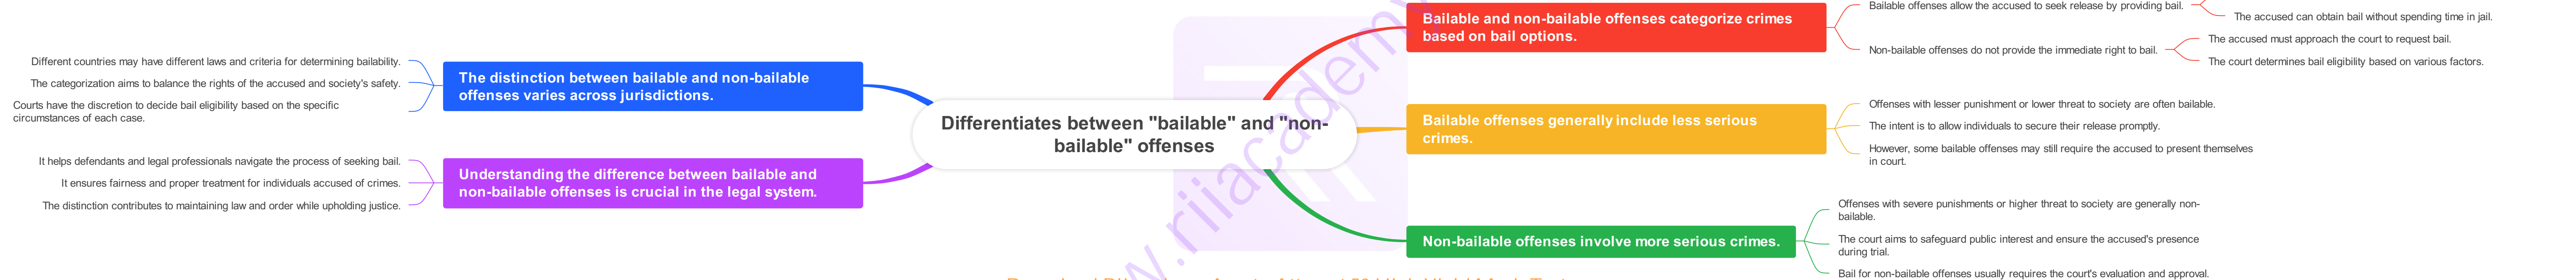 Differentiates between "bailable" and "non-
bailable" offenses
Bailable and non-bailable offenses categorize crimes
based on bail options.
Bailable offenses allow the accused to seek release by providing bail.
The accused can obtain bail without spending time in jail.
Non-bailable offenses do not provide the immediate right to bail.
The accused must approach the court to request bail.
The court determines bail eligibility based on various factors.
Bailable offenses generally include less serious
crimes.
Offenses with lesser punishment or lower threat to society are often bailable.
The intent is to allow individuals to secure their release promptly.
However, some bailable offenses may still require the accused to present themselves
in court.
Non-bailable offenses involve more serious crimes.
Offenses with severe punishments or higher threat to society are generally non-
bailable.
The court aims to safeguard public interest and ensure the accused's presence
during trial.
Bail for non-bailable offenses usually requires the court's evaluation and approval.
The distinction between bailable and non-bailable
offenses varies across jurisdictions.
Different countries may have different laws and criteria for determining bailability.
The categorization aims to balance the rights of the accused and society's safety.
Courts have the discretion to decide bail eligibility based on the specific
circumstances of each case.
Understanding the difference between bailable and
non-bailable offenses is crucial in the legal system.
It helps defendants and legal professionals navigate the process of seeking bail.
It ensures fairness and proper treatment for individuals accused of crimes.
The distinction contributes to maintaining law and order while upholding justice.